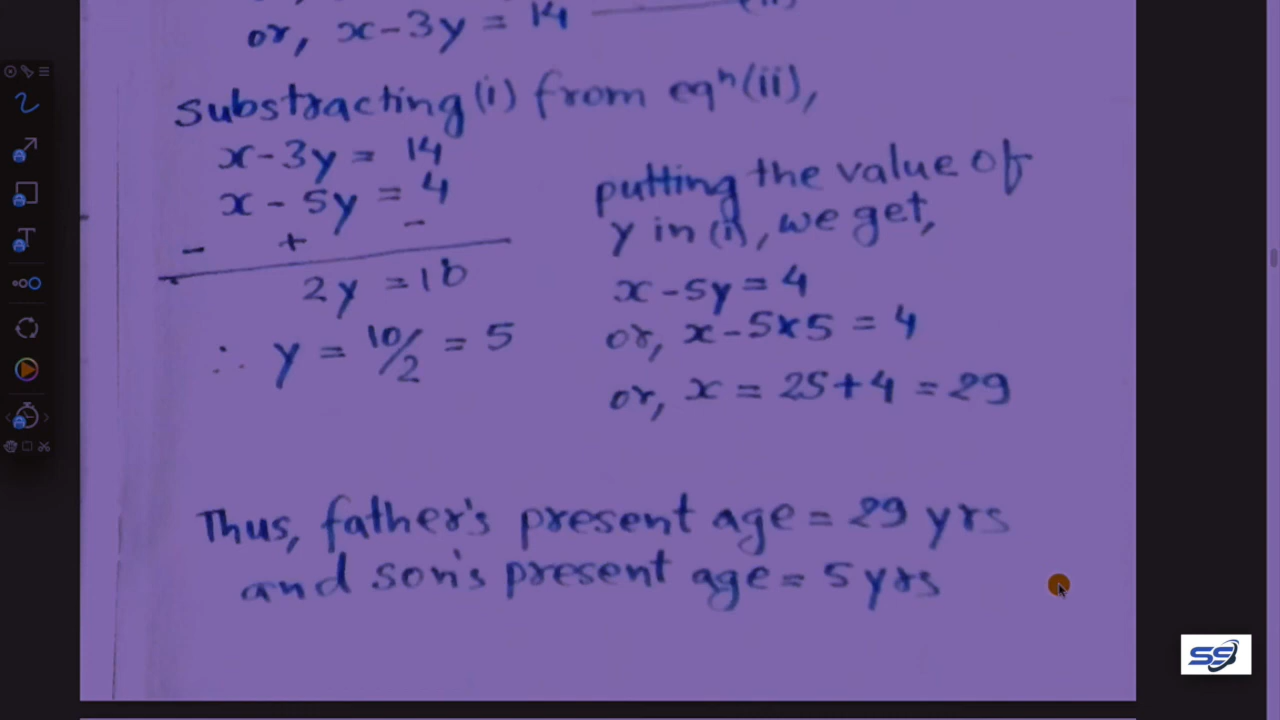 or, x-3y = 14
substracting (i) from eqⁿ(ii),
x-3y = 14
x - 5y = 4
- + -
2y = 10
∴ y = 10/2 = 5
putting the value of
y in (i), we get,
x-5y = 4
or, x-5x5 = 4
or, x = 25+4 = 29
Thus, father's present age = 29 yrs
and son's present age = 5 yrs
SS